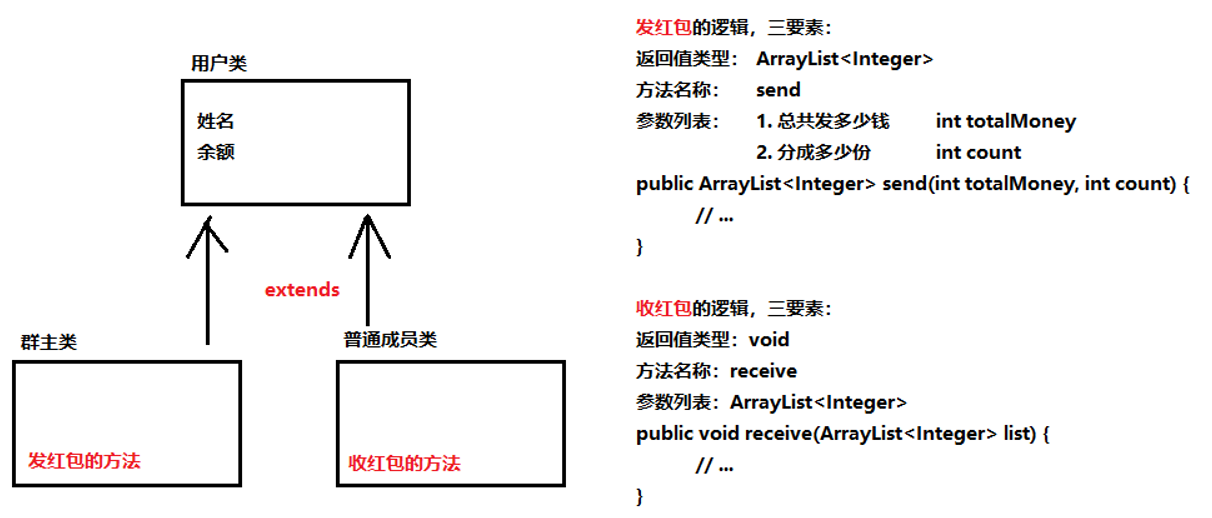 用户类
姓名
余额
extends
群主类
普通成员类
发红包的方法
收红包的方法
发红包的逻辑，三要素：
返回值类型： ArrayList<Integer>
方法名称： send
参数列表： 1. 总共发多少钱 int totalMoney
2. 分成多少份 int count
public ArrayList<Integer> send(int totalMoney, int count) {
// ...
}
收红包的逻辑，三要素：
返回值类型：void
方法名称：receive
参数列表：ArrayList<Integer>
public void receive(ArrayList<Integer> list) {
// ...
}